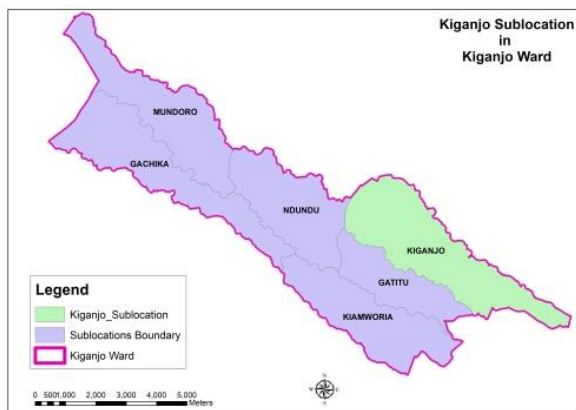 Kiganjo Sublocation
in
Kiganjo Ward
MUNDORO
GACHIKA
NDUNDU
KIGANJO
GATITU
KIAMWORIA
Legend
Kiganjo_Sublocation
Sublocations Boundary
Kiganjo Ward
0 5001,000 2,000 3,000 4,000 5,000
Meters
N
W E
S